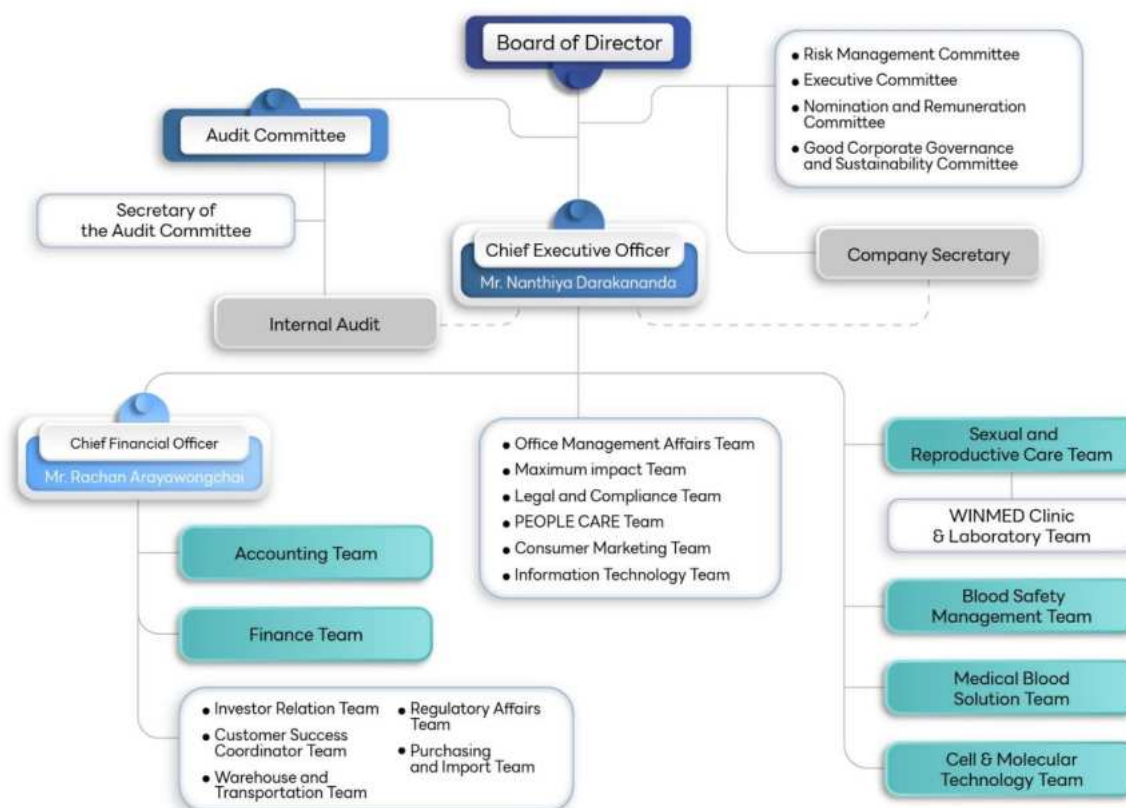 Board of Director
• Risk Management Committee
• Executive Committee
• Nomination and Remuneration
Committee
• Good Corporate Governance
and Sustainability Committee
Audit Committee
Secretary of
the Audit Committee
Chief Executive Officer
Mr. Nanthiya Darakananda
Company Secretary
Internal Audit
Chief Financial Officer
Mr. Rachan Arayawongchai
Accounting Team
Finance Team
• Investor Relation Team
• Customer Success
Coordinator Team
• Warehouse and
Transportation Team
• Regulatory Affairs
Team
• Purchasing
and Import Team
• Office Management Affairs Team
• Maximum impact Team
• Legal and Compliance Team
• PEOPLE CARE Team
• Consumer Marketing Team
• Information Technology Team
Sexual and
Reproductive Care Team
WINMED Clinic
& Laboratory Team
Blood Safety
Management Team
Medical Blood
Solution Team
Cell & Molecular
Technology Team